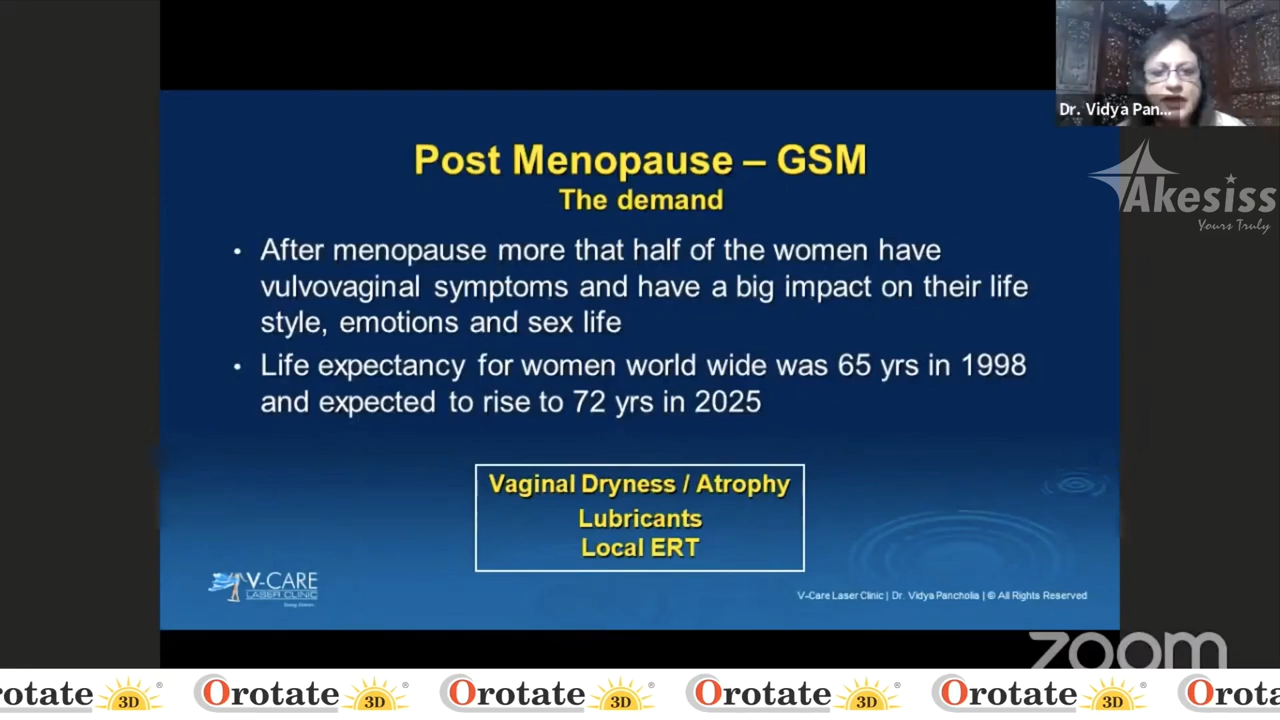 Dr. Vidya Pan...
Akesiss
Yours Truly
Post Menopause – GSM
The demand
• After menopause more that half of the women have
vulvovaginal symptoms and have a big impact on their life
style, emotions and sex life
• Life expectancy for women world wide was 65 yrs in 1998
and expected to rise to 72 yrs in 2025
Vaginal Dryness / Atrophy
Lubricants
Local ERT
V-CARE
LASER CLINIC
V-Care Laser Clinic | Dr. Vidya Pancholia | © All Rights Reserved
zoom
rotate 3D ® Orotate 3D ® Orotate 3D ® Orotate 3D ® Orotate 3D ® Orota